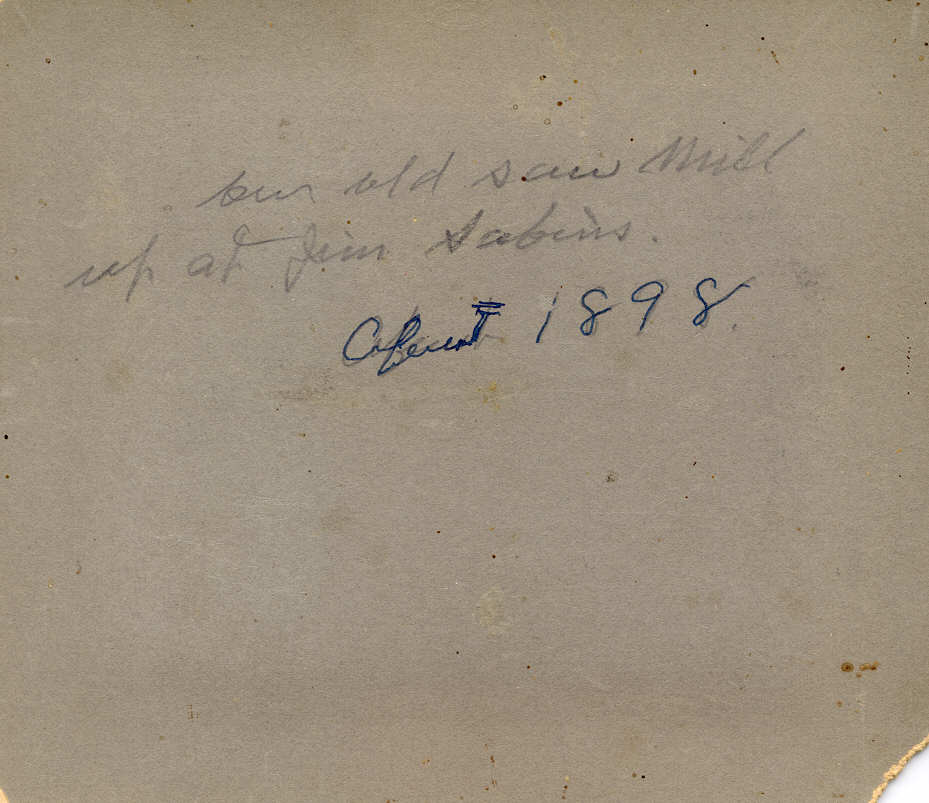 our old saw Mill
up at Jim Sabins.
About 1898